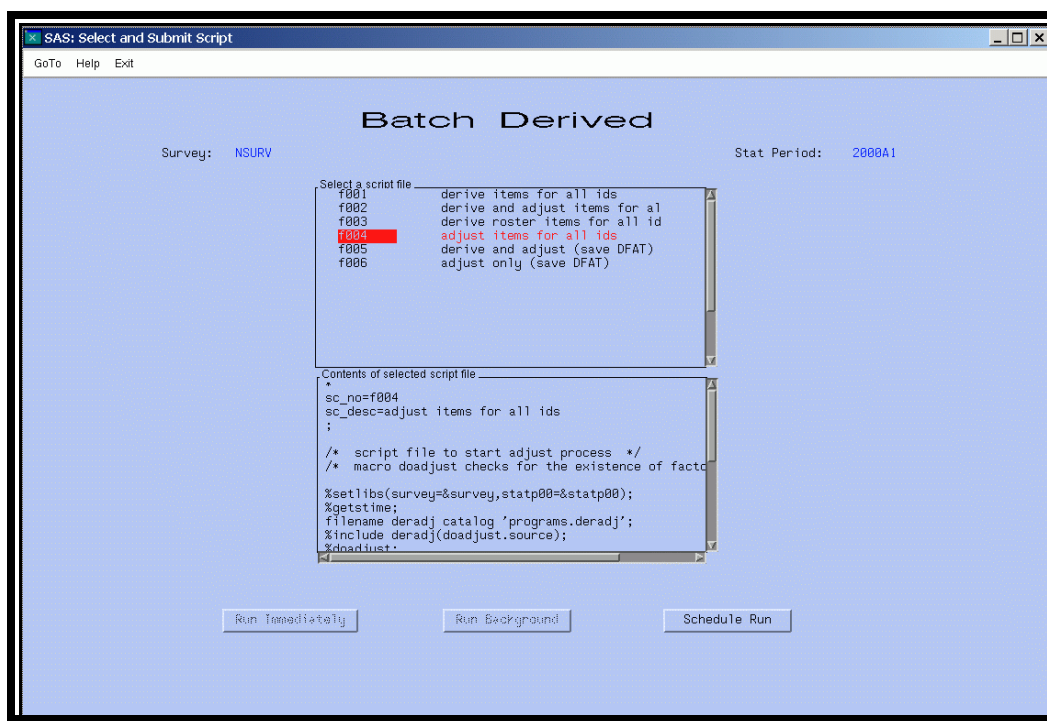 SAS: Select and Submit Script
GoTo Help Exit
Batch Derived
Survey: NSURV Stat Period: 2000A1
Select a script file
f001 derive items for all ids
f002 derive and adjust items for al
f003 derive roster items for all id
f004 adjust items for all ids
f005 derive and adjust (save DFAT)
f006 adjust only (save DFAT)
Contents of selected script file
*
sc_no=f004
sc_desc=adjust items for all ids
;
/* script file to start adjust process */
/* macro doadjust checks for the existence of facto
%setlibs(survey=&survey,statp00=&statp00);
%getstime;
filename deradj catalog 'programs.deradj';
%include deradj(doadjust.source);
%doadjust;
Run Immediately Run Background Schedule Run